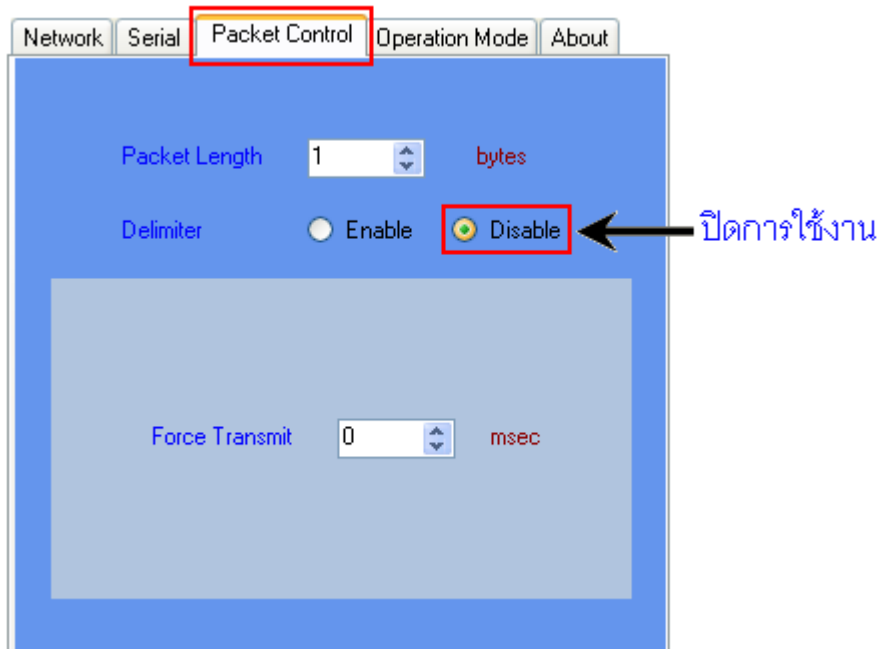 Network Serial Packet Control Operation Mode About
Packet Length 1 bytes
Delimiter Enable Disable ปิดการใช้งาน
Force Transmit 0 msec